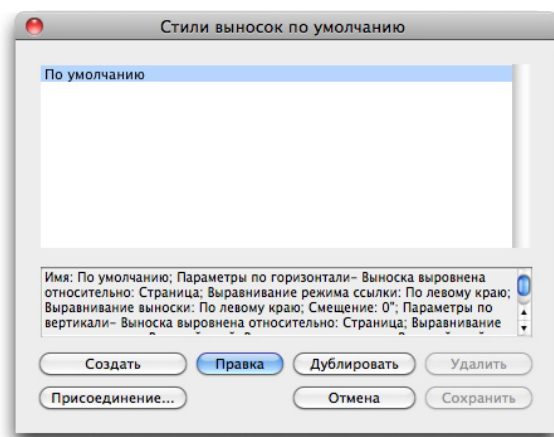 Стили выносок по умолчанию
По умолчанию
Имя: По умолчанию; Параметры по горизонтали– Выноска выровнена
относительно: Страница; Выравнивание режима ссылки: По левому краю;
Выравнивание выноски: По левому краю; Смещение: 0"; Параметры по
вертикали– Выноска выровнена относительно: Страница; Выравнивание
Создать Правка Дублировать Удалить
Присоединение... Отмена Сохранить